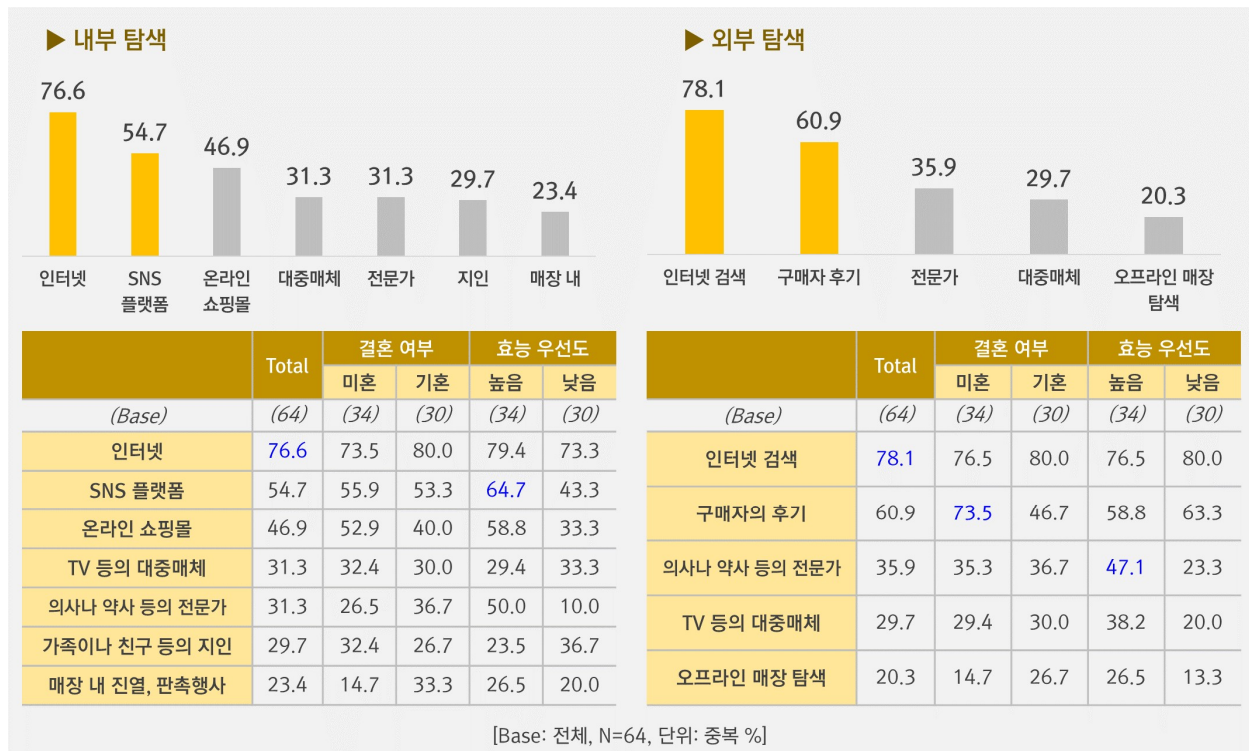 ▶ 내부 탐색
76.6
54.7
46.9
31.3
31.3
29.7
23.4
인터넷
SNS
플랫폼
온라인
쇼핑몰
대중매체
전문가
지인
매장 내
Total 결혼 여부 효능 우선도
미혼 기혼 높음 낮음
(Base) (64) (34) (30) (34) (30)
인터넷 76.6 73.5 80.0 79.4 73.3
SNS 플랫폼 54.7 55.9 53.3 64.7 43.3
온라인 쇼핑몰 46.9 52.9 40.0 58.8 33.3
TV 등의 대중매체 31.3 32.4 30.0 29.4 33.3
의사나 약사 등의 전문가 31.3 26.5 36.7 50.0 10.0
가족이나 친구 등의 지인 29.7 32.4 26.7 23.5 36.7
매장 내 진열, 판촉행사 23.4 14.7 33.3 26.5 20.0
▶ 외부 탐색
78.1
60.9
35.9
29.7
20.3
인터넷 검색
구매자 후기
전문가
대중매체
오프라인 매장
탐색
Total 결혼 여부 효능 우선도
미혼 기혼 높음 낮음
(Base) (64) (34) (30) (34) (30)
인터넷 검색 78.1 76.5 80.0 76.5 80.0
구매자의 후기 60.9 73.5 46.7 58.8 63.3
의사나 약사 등의 전문가 35.9 35.3 36.7 47.1 23.3
TV 등의 대중매체 29.7 29.4 30.0 38.2 20.0
오프라인 매장 탐색 20.3 14.7 26.7 26.5 13.3
[Base: 전체, N=64, 단위: 중복 %]